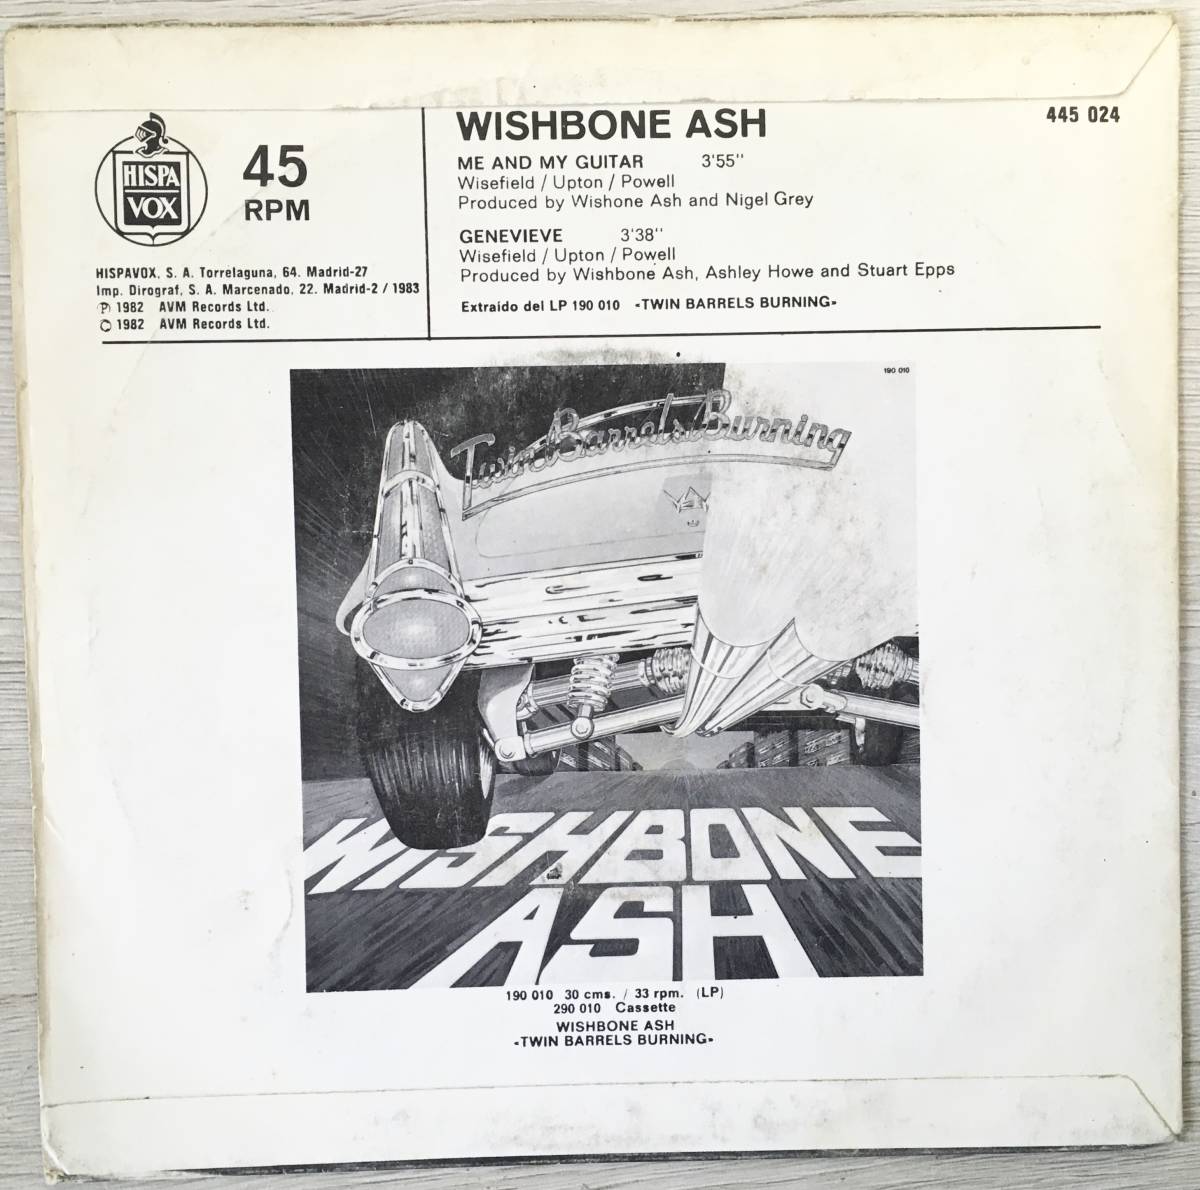 HISPA
VOX
45
RPM
HISPAVOX, S. A. Torrelaguna, 64. Madrid-27
Imp. Dirograf, S. A. Marcenado, 22. Madrid-2 / 1983
Ⓟ 1982 AVM Records Ltd.
© 1982 AVM Records Ltd.
WISHBONE ASH
445 024
ME AND MY GUITAR 3'55''
Wisefield / Upton / Powell
Produced by Wishone Ash and Nigel Grey
GENEVIEVE 3'38''
Wisefield / Upton / Powell
Produced by Wishbone Ash, Ashley Howe and Stuart Epps
Extraido del LP 190 010 «TWIN BARRELS BURNING»
190 010
Twin Barrels Burning
WISHBONE
ASH
190 010 30 cms. / 33 rpm. (LP)
290 010 Cassette
WISHBONE ASH
«TWIN BARRELS BURNING»